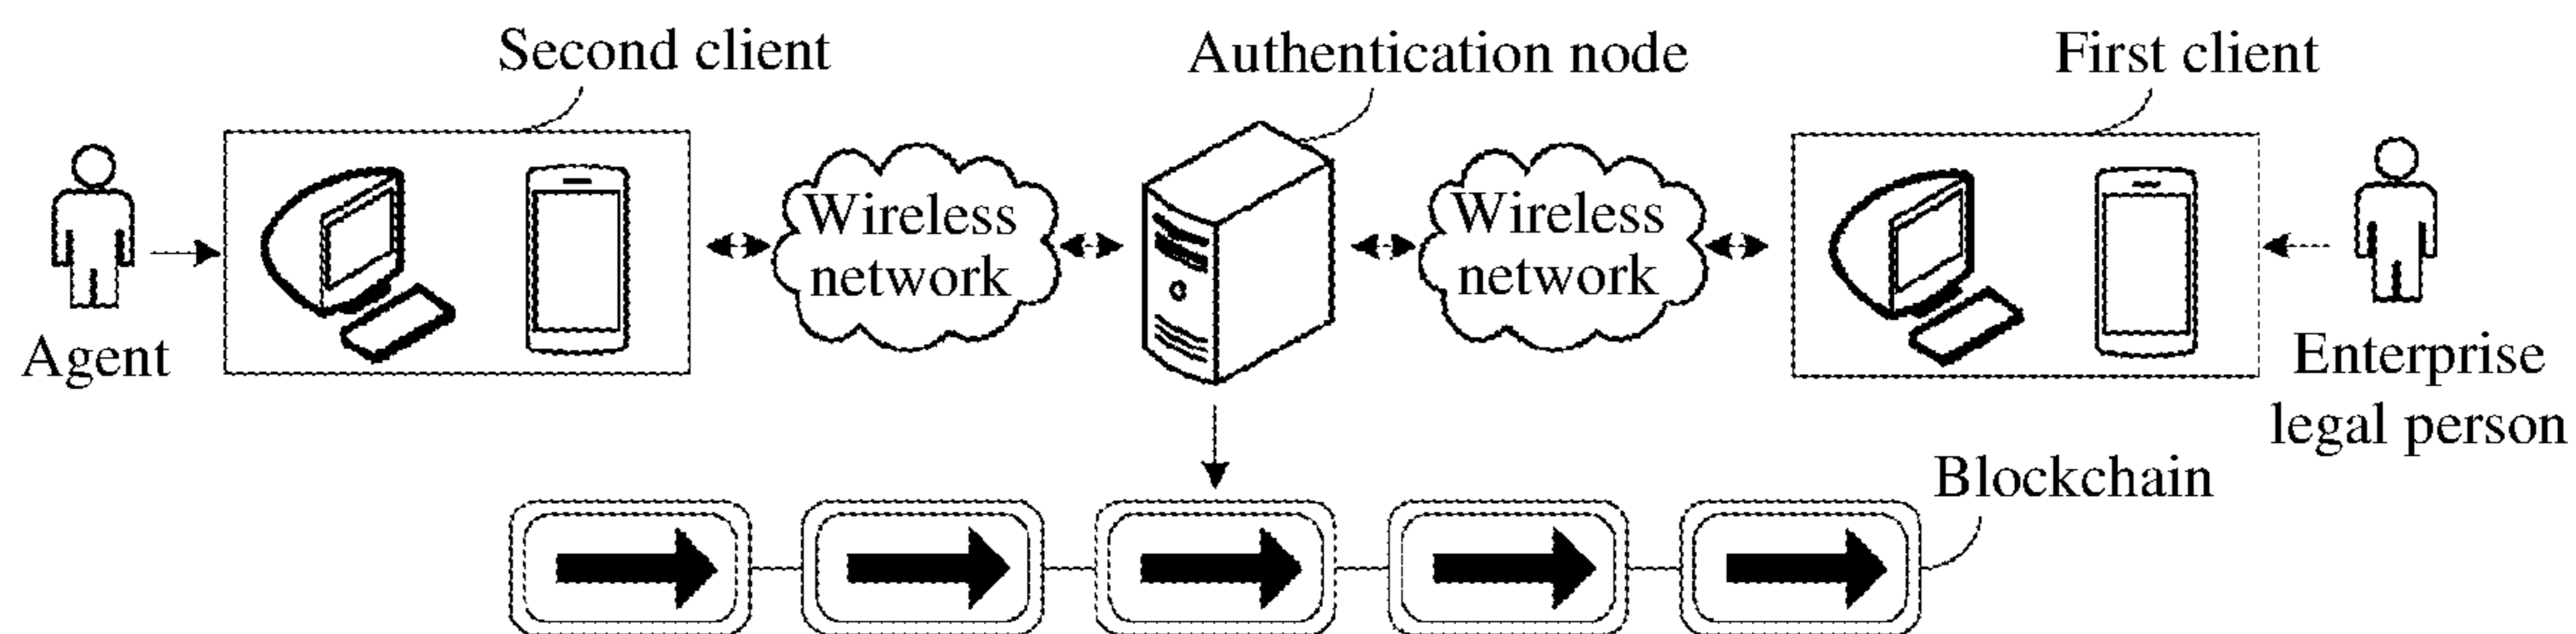 Second client
Authentication node
First client
Wireless
network
Wireless
network
Agent
Enterprise
legal person
Blockchain